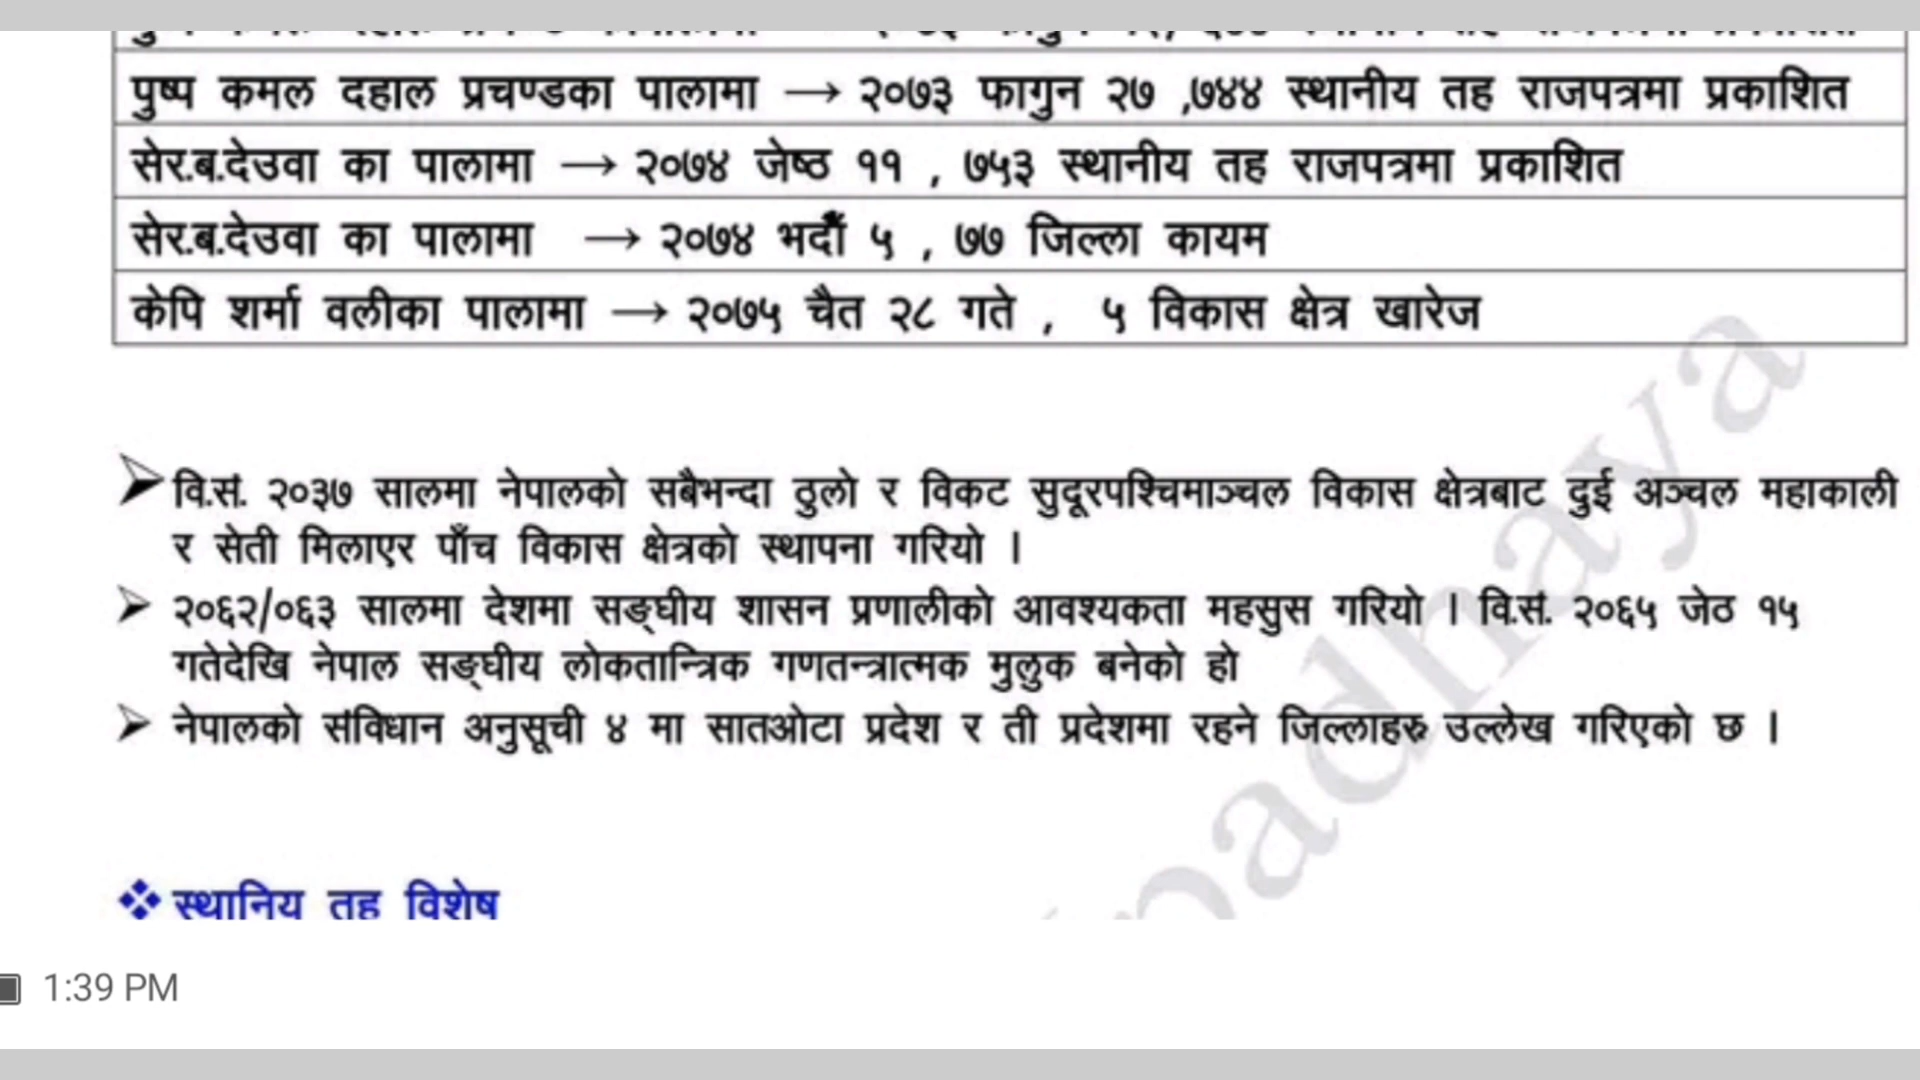 पुष्प कमल दहाल प्रचण्डका पालामा → २०७३ फागुन २७ ,७४४ स्थानीय तह राजपत्रमा प्रकाशित
सेर.ब.देउवा का पालामा → २०७४ जेष्ठ ११ , ७५३ स्थानीय तह राजपत्रमा प्रकाशित
सेर.ब.देउवा का पालामा → २०७४ भदौँ ५ , ७७ जिल्ला कायम
केपि शर्मा वलीका पालामा → २०७५ चैत २८ गते , ५ विकास क्षेत्र खारेज
➢ वि.सं. २०३७ सालमा नेपालको सबैभन्दा ठुलो र विकट सुदूरपश्चिमाञ्चल विकास क्षेत्रबाट दुई अञ्चल महाकाली
र सेती मिलाएर पाँच विकास क्षेत्रको स्थापना गरियो ।
➢ २०६२/०६३ सालमा देशमा सङ्घीय शासन प्रणालीको आवश्यकता महसुस गरियो । वि.सं. २०६५ जेठ १५
गतेदेखि नेपाल सङ्घीय लोकतान्त्रिक गणतन्त्रात्मक मुलुक बनेको हो
➢ नेपालको संविधान अनुसूची ४ मा सातओटा प्रदेश र ती प्रदेशमा रहने जिल्लाहरु उल्लेख गरिएको छ ।
❖ स्थानिय तह विशेष
padhaya
1:39 PM